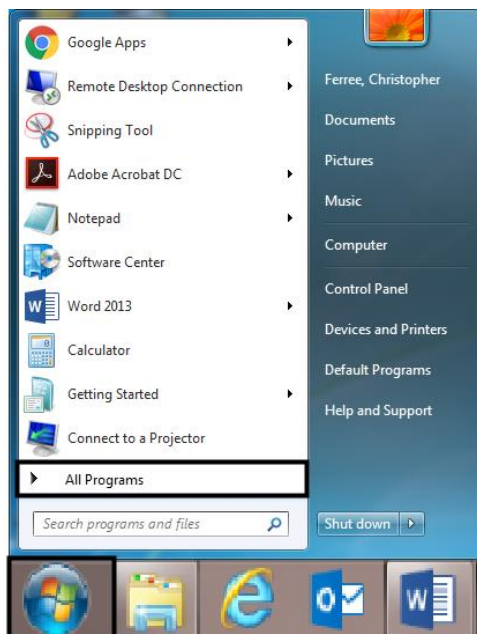 Google Apps
Remote Desktop Connection
Snipping Tool
Adobe Acrobat DC
Notepad
Software Center
Word 2013
Calculator
Getting Started
Connect to a Projector
All Programs
Search programs and files
Ferree, Christopher
Documents
Pictures
Music
Computer
Control Panel
Devices and Printers
Default Programs
Help and Support
Shut down